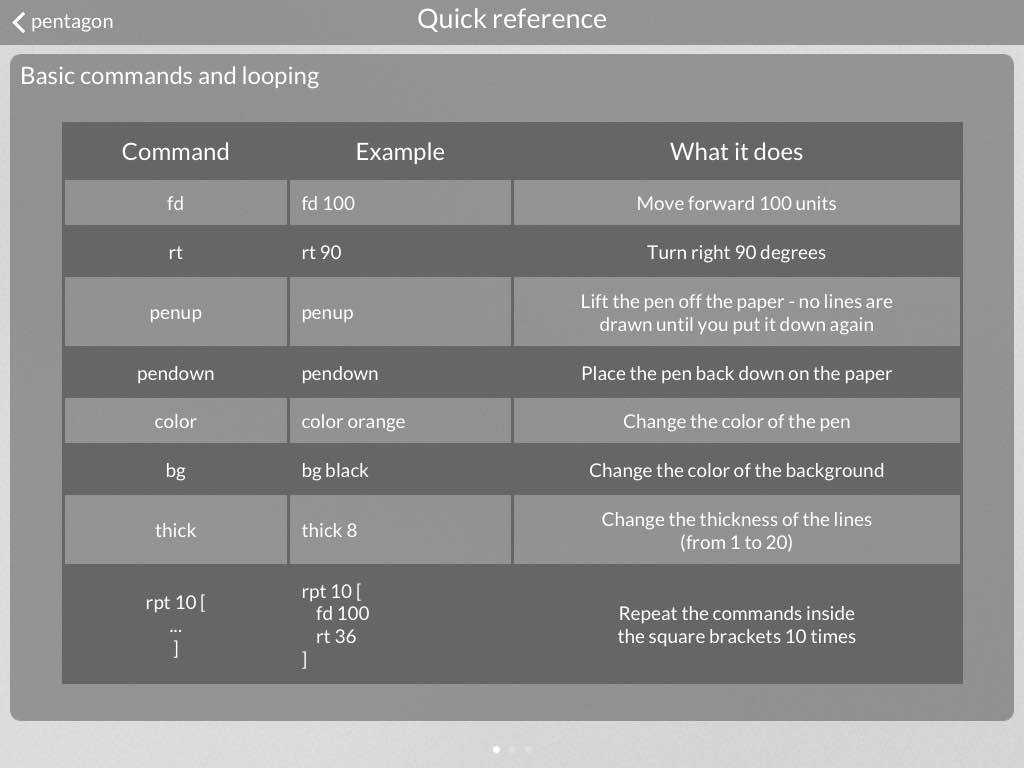 pentagon
Quick reference
Basic commands and looping
Command Example What it does
fd fd 100 Move forward 100 units
rt rt 90 Turn right 90 degrees
penup penup Lift the pen off the paper - no lines are
drawn until you put it down again
pendown pendown Place the pen back down on the paper
color color orange Change the color of the pen
bg bg black Change the color of the background
thick thick 8 Change the thickness of the lines
(from 1 to 20)
rpt 10 [
...
]
rpt 10 [
fd 100
rt 36
]
Repeat the commands inside
the square brackets 10 times